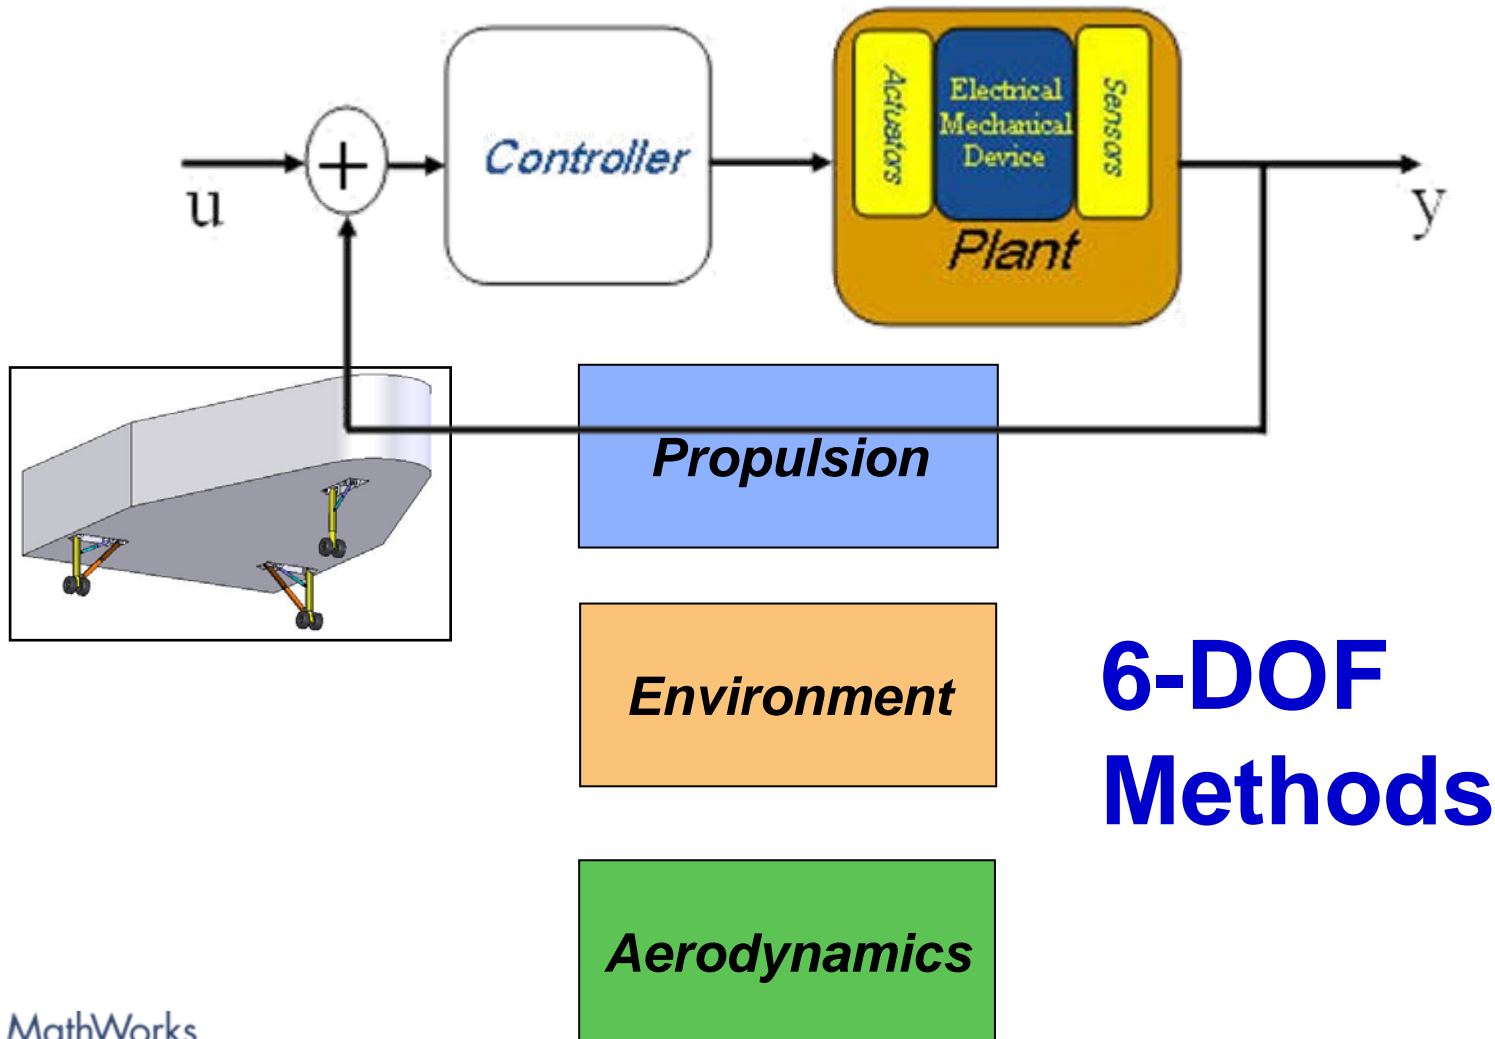 u
+
Controller
Actuators
Electrical
Mechanical
Device
Sensors
Plant
y
Propulsion
Environment
6-DOF
Methods
Aerodynamics
MathWorks